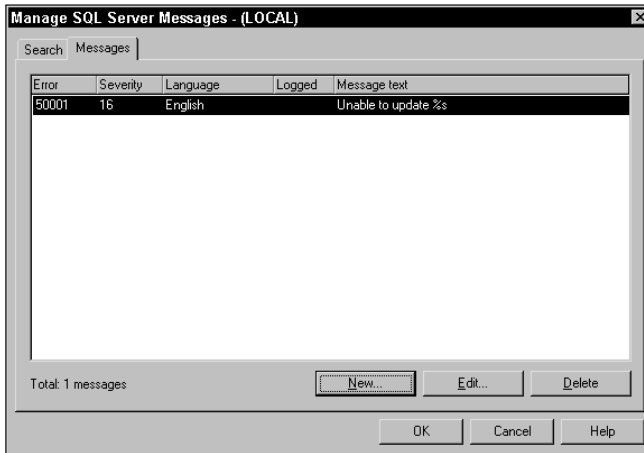 Manage SQL Server Messages - (LOCAL)
Search Messages
Error Severity Language Logged Message text
50001 16 English Unable to update %s
Total: 1 messages New... Edit... Delete
OK Cancel Help